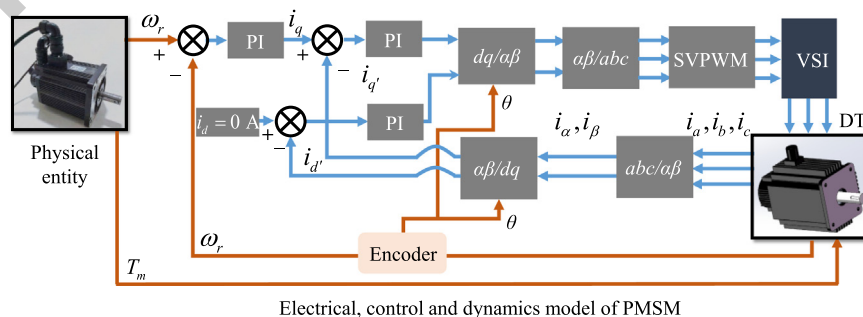 ω_r
+
−
PI
i_q
+
−
i_q'
PI
dq/αβ
αβ/abc
SVPWM
VSI
i_d = 0 A
+
−
i_d'
PI
θ
i_α, i_β
i_a, i_b, i_c
DT
Physical
entity
αβ/dq
abc/αβ
θ
ω_r
Encoder
T_m
Electrical, control and dynamics model of PMSM